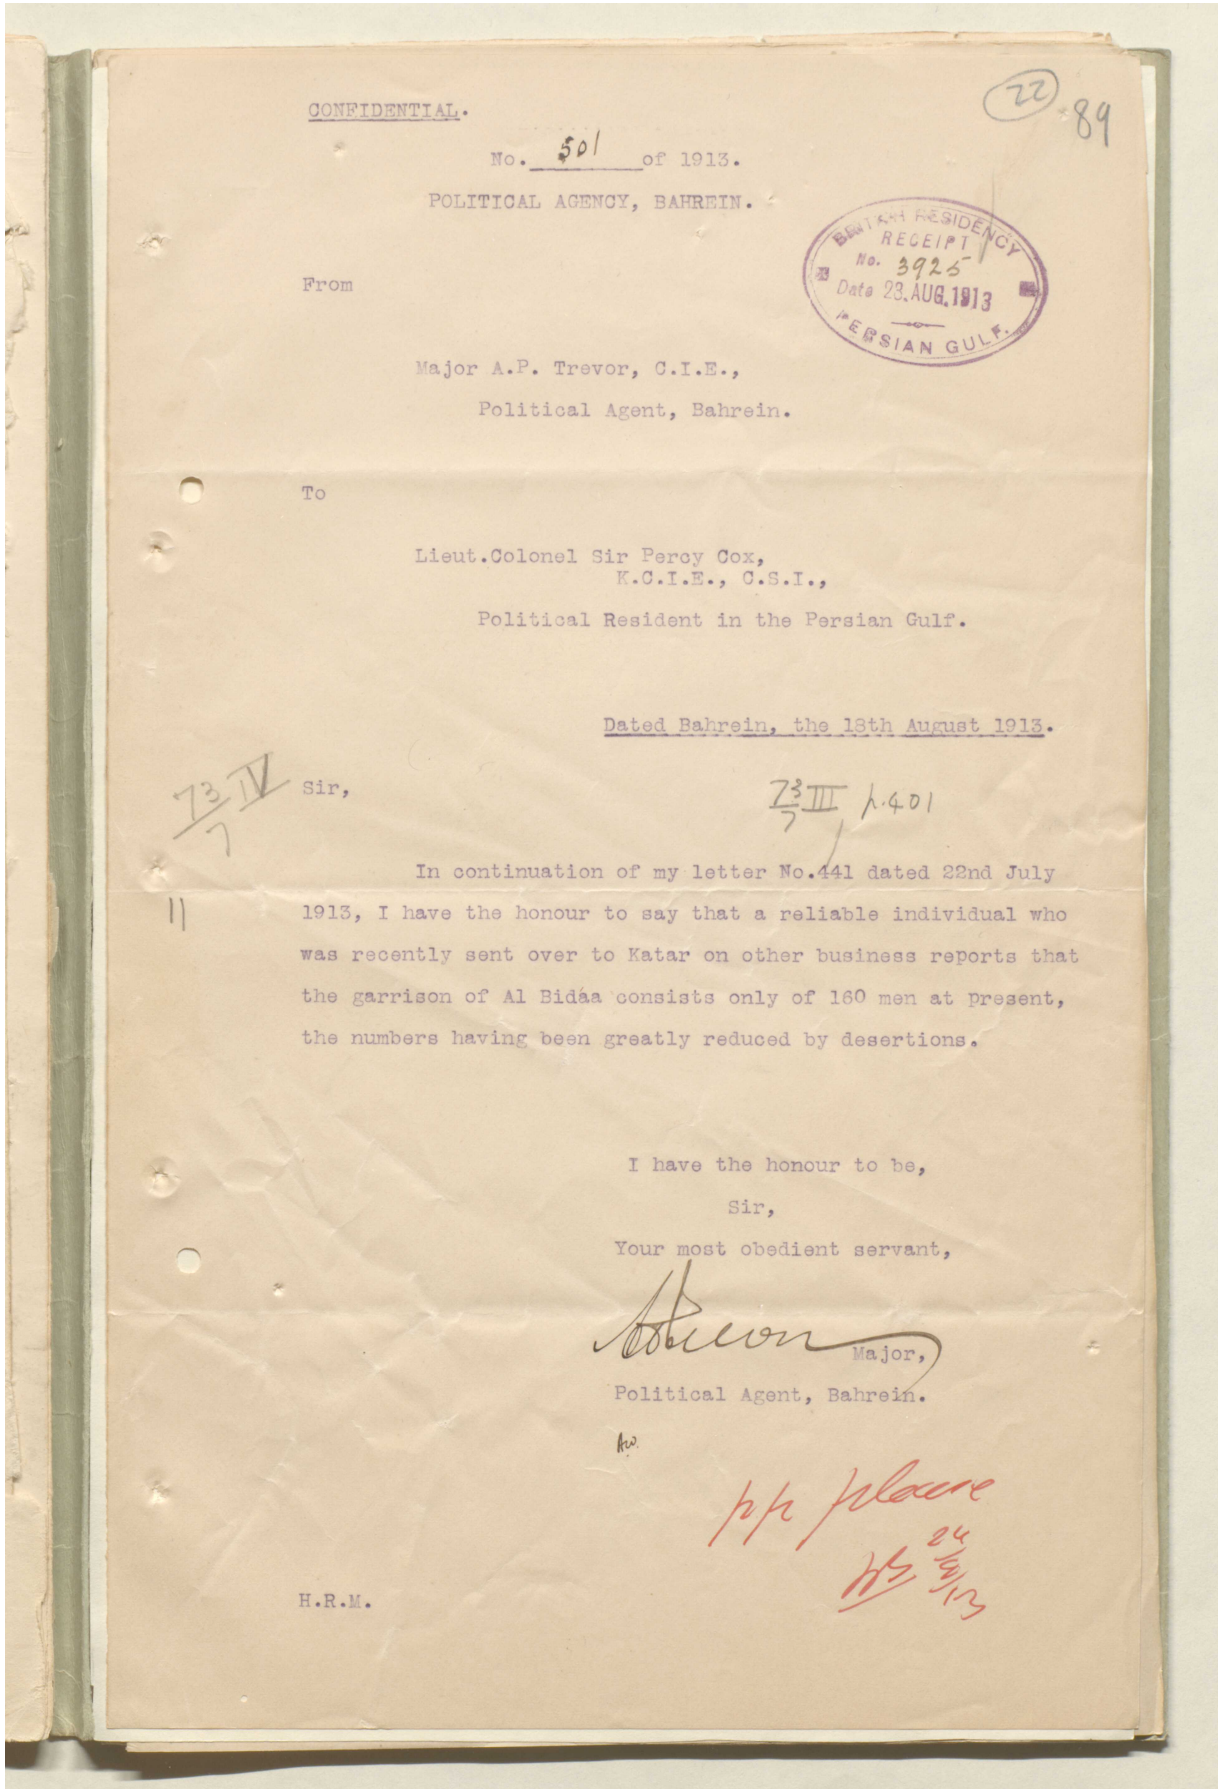 22
89
CONFIDENTIAL.
No. 501 of 1913.
POLITICAL AGENCY, BAHREIN.
BRITISH RESIDENCY
RECEIPT
No. 3925
Date 23.AUG.1913
PERSIAN GULF.
From
Major A.P. Trevor, C.I.E.,
Political Agent, Bahrein.
To
Lieut.Colonel Sir Percy Cox,
K.C.I.E., C.S.I.,
Political Resident in the Persian Gulf.
Dated Bahrein, the 18th August 1913.
73/7 IV
Sir,
73/7 III p.401
In continuation of my letter No.441 dated 22nd July
11
1913, I have the honour to say that a reliable individual who
was recently sent over to Katar on other business reports that
the garrison of Al Bidáa consists only of 160 men at present,
the numbers having been greatly reduced by desertions.
I have the honour to be,
Sir,
Your most obedient servant,
Major,
Political Agent, Bahrein.
pp please
H.R.M.